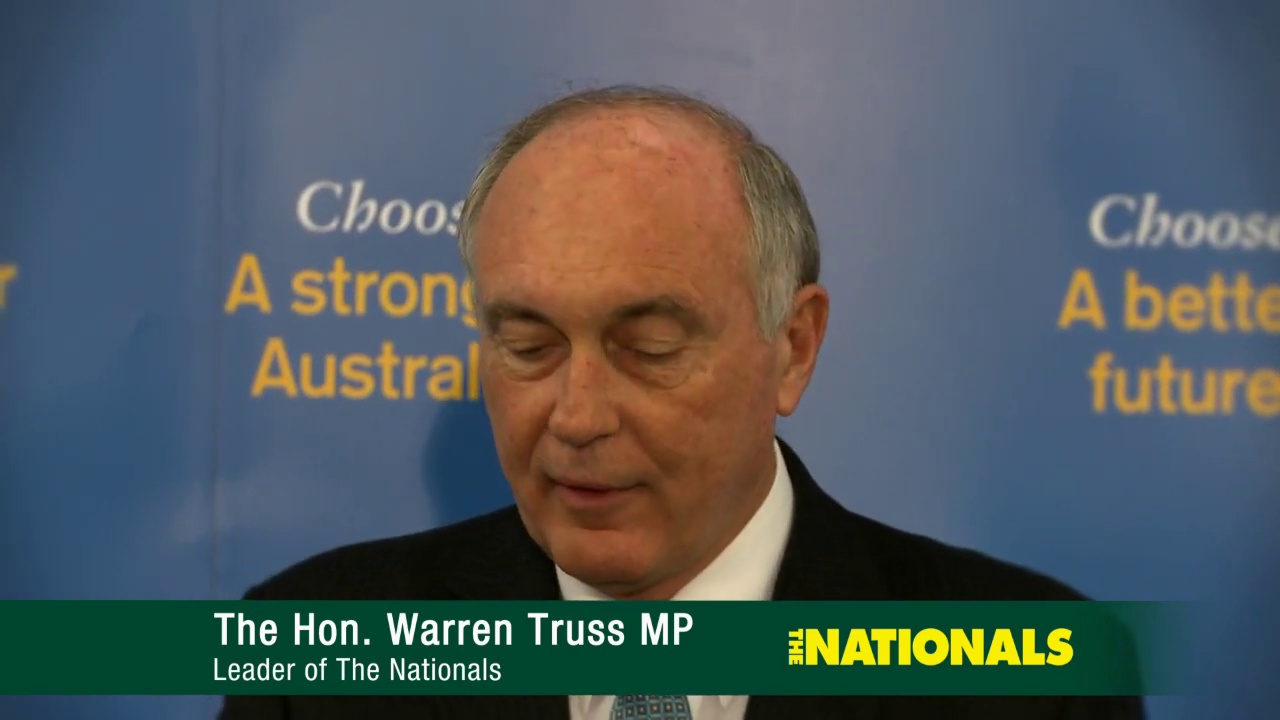 Choos
A strong
Austral
r
Choose
A bette
future
The Hon. Warren Truss MP
Leader of The Nationals
THE NATIONALS